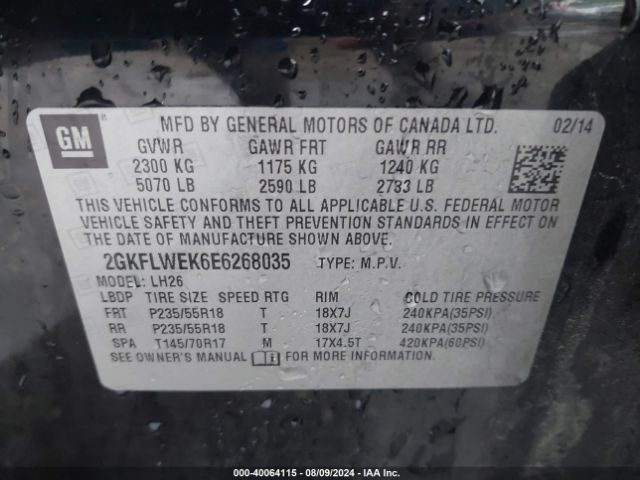 GM
MFD BY GENERAL MOTORS OF CANADA LTD. 02/14
GVWR GAWR FRT GAWR RR
2300 KG 1175 KG 1240 KG
5070 LB 2590 LB 2733 LB
THIS VEHICLE CONFORMS TO ALL APPLICABLE U.S. FEDERAL MOTOR
VEHICLE SAFETY AND THEFT PREVENTION STANDARDS IN EFFECT ON
THE DATE OF MANUFACTURE SHOWN ABOVE.
2GKFLWEK6E6268035 TYPE: M.P.V.
MODEL: LH26
LBDP TIRE SIZE SPEED RTG RIM COLD TIRE PRESSURE
FRT P235/55R18 T 18X7J 240KPA(35PSI)
RR P235/55R18 T 18X7J 240KPA(35PSI)
SPA T145/70R17 M 17X4.5T 420KPA(60PSI)
SEE OWNER'S MANUAL FOR MORE INFORMATION.
000-40064115 - 08/09/2024 - IAA Inc.